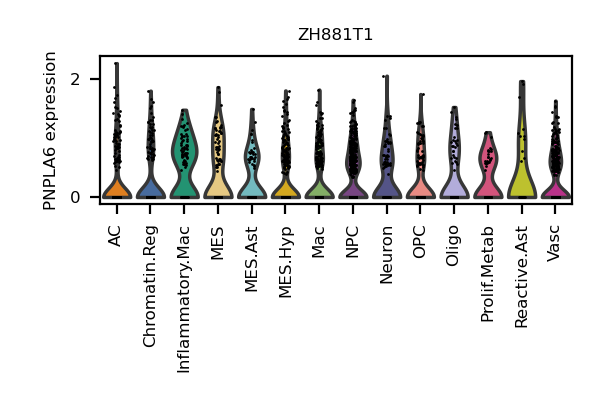 ZH881T1
PNPLA6 expression
2
0
AC
Chromatin.Reg
Inflammatory.Mac
MES
MES.Ast
MES.Hyp
Mac
NPC
Neuron
OPC
Oligo
Prolif.Metab
Reactive.Ast
Vasc